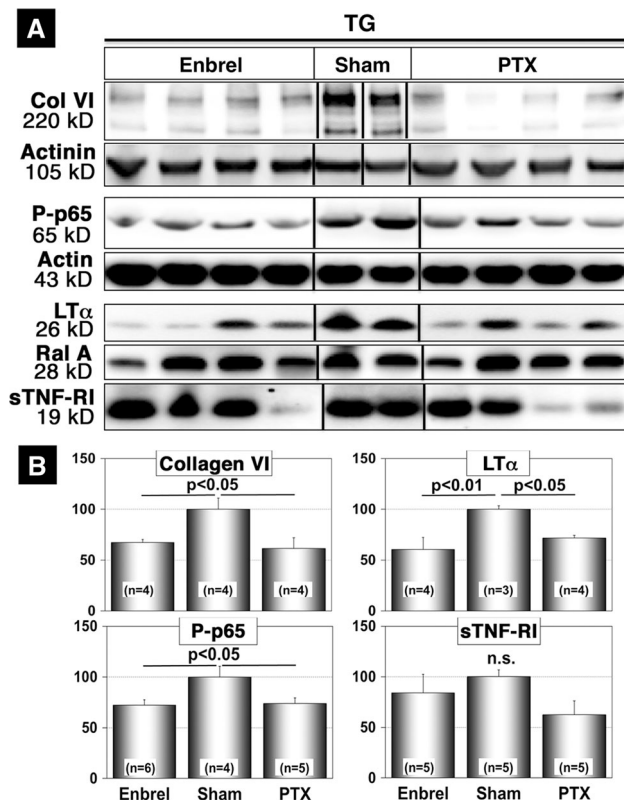 A
TG
Enbrel Sham PTX
Col VI
220 kD
Actinin
105 kD
P-p65
65 kD
Actin
43 kD
LTα
26 kD
Ral A
28 kD
sTNF-RI
19 kD
B
Collagen VI
150
100
50
0
p<0.05
(n=4) (n=4) (n=4)
LTα
150
100
50
0
p<0.01 p<0.05
(n=4) (n=3) (n=4)
P-p65
150
100
50
0
p<0.05
(n=6) (n=4) (n=5)
Enbrel Sham PTX
sTNF-RI
150
100
50
0
n.s.
(n=5) (n=5) (n=5)
Enbrel Sham PTX